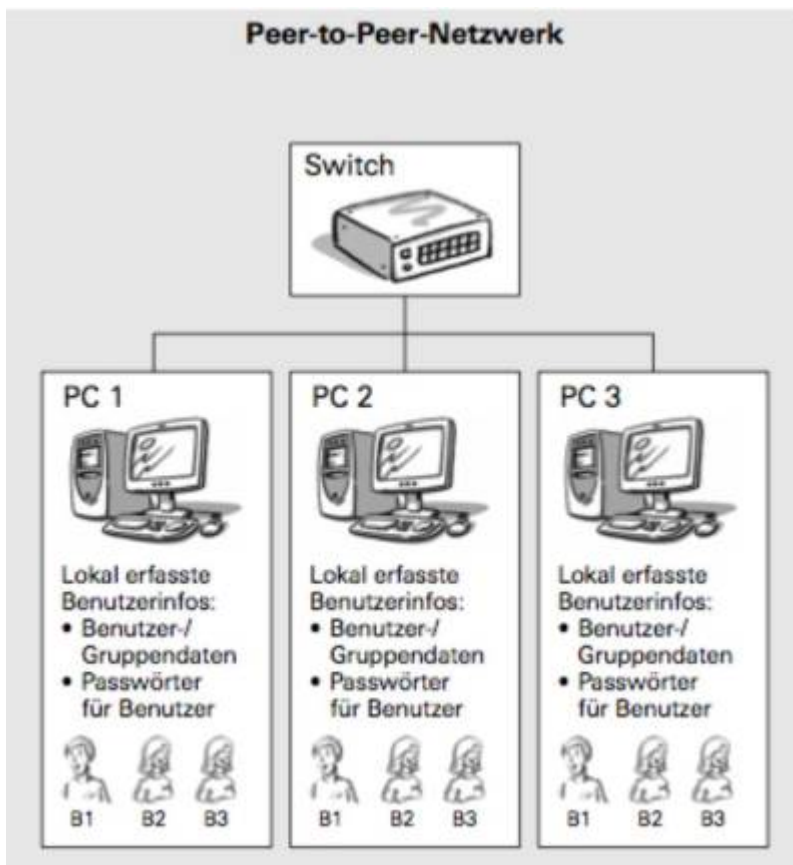 Peer-to-Peer-Netzwerk
Switch
PC 1
Lokal erfasste
Benutzerinfos:
• Benutzer-/
Gruppendaten
• Passwörter
für Benutzer
B1 B2 B3
PC 2
Lokal erfasste
Benutzerinfos:
• Benutzer-/
Gruppendaten
• Passwörter
für Benutzer
B1 B2 B3
PC 3
Lokal erfasste
Benutzerinfos:
• Benutzer-/
Gruppendaten
• Passwörter
für Benutzer
B1 B2 B3